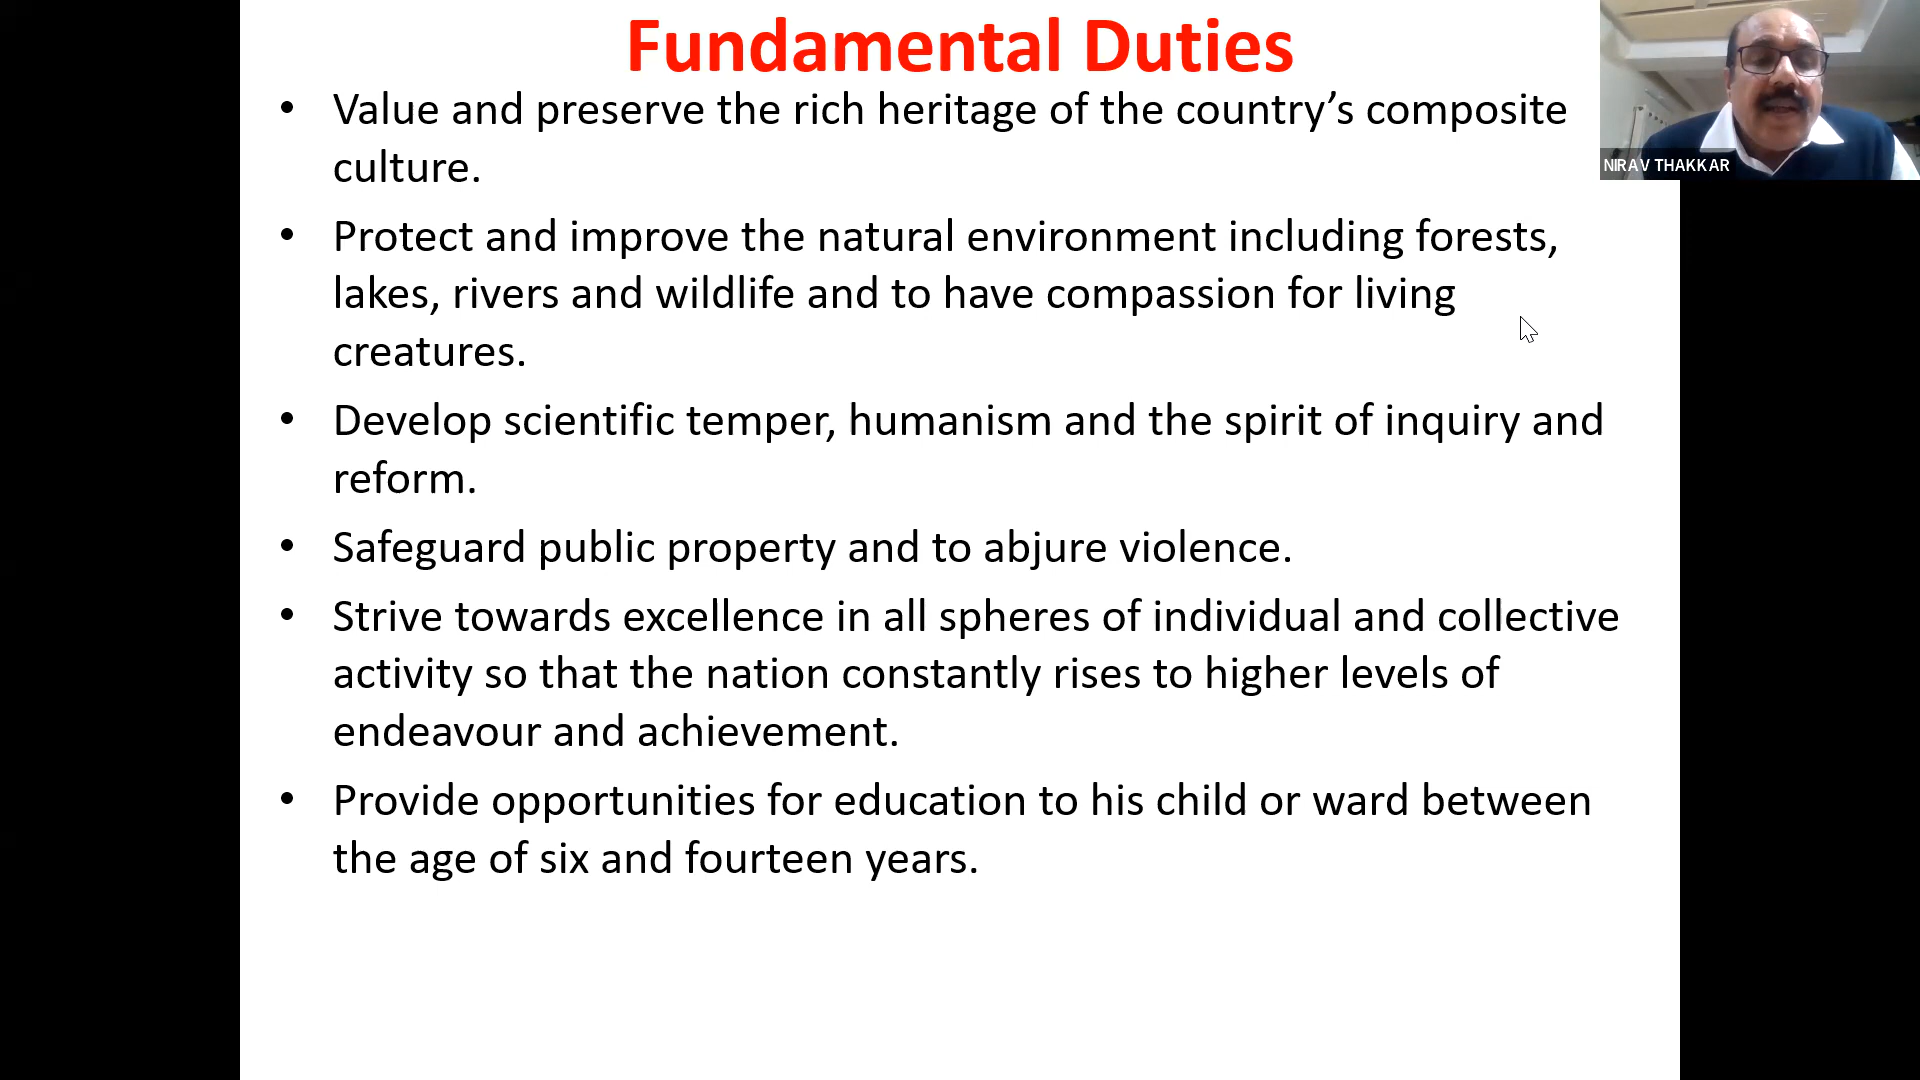 Fundamental Duties
• Value and preserve the rich heritage of the country’s composite
culture.
• Protect and improve the natural environment including forests,
lakes, rivers and wildlife and to have compassion for living
creatures.
• Develop scientific temper, humanism and the spirit of inquiry and
reform.
• Safeguard public property and to abjure violence.
• Strive towards excellence in all spheres of individual and collective
activity so that the nation constantly rises to higher levels of
endeavour and achievement.
• Provide opportunities for education to his child or ward between
the age of six and fourteen years.
NIRAV THAKKAR